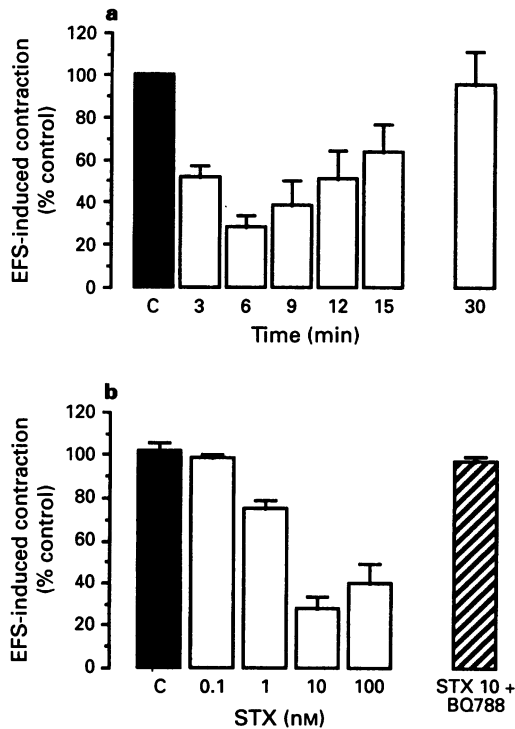 a
EFS-induced contraction
(% control)
120
100
80
60
40
20
0
C 3 6 9 12 15 30
Time (min)
b
EFS-induced contraction
(% control)
120
100
80
60
40
20
0
C 0.1 1 10 100 STX 10 +
BQ788
STX (nM)